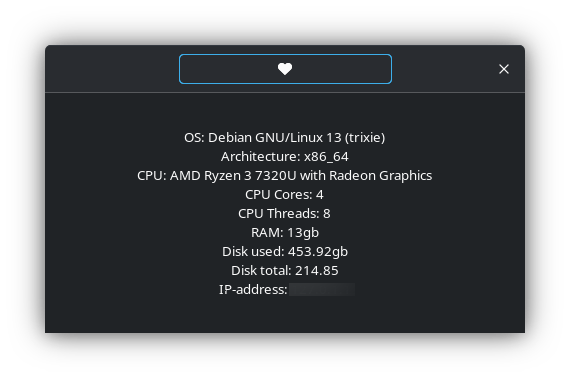 OS: Debian GNU/Linux 13 (trixie)
Architecture: x86_64
CPU: AMD Ryzen 3 7320U with Radeon Graphics
CPU Cores: 4
CPU Threads: 8
RAM: 13gb
Disk used: 453.92gb
Disk total: 214.85
IP-address: